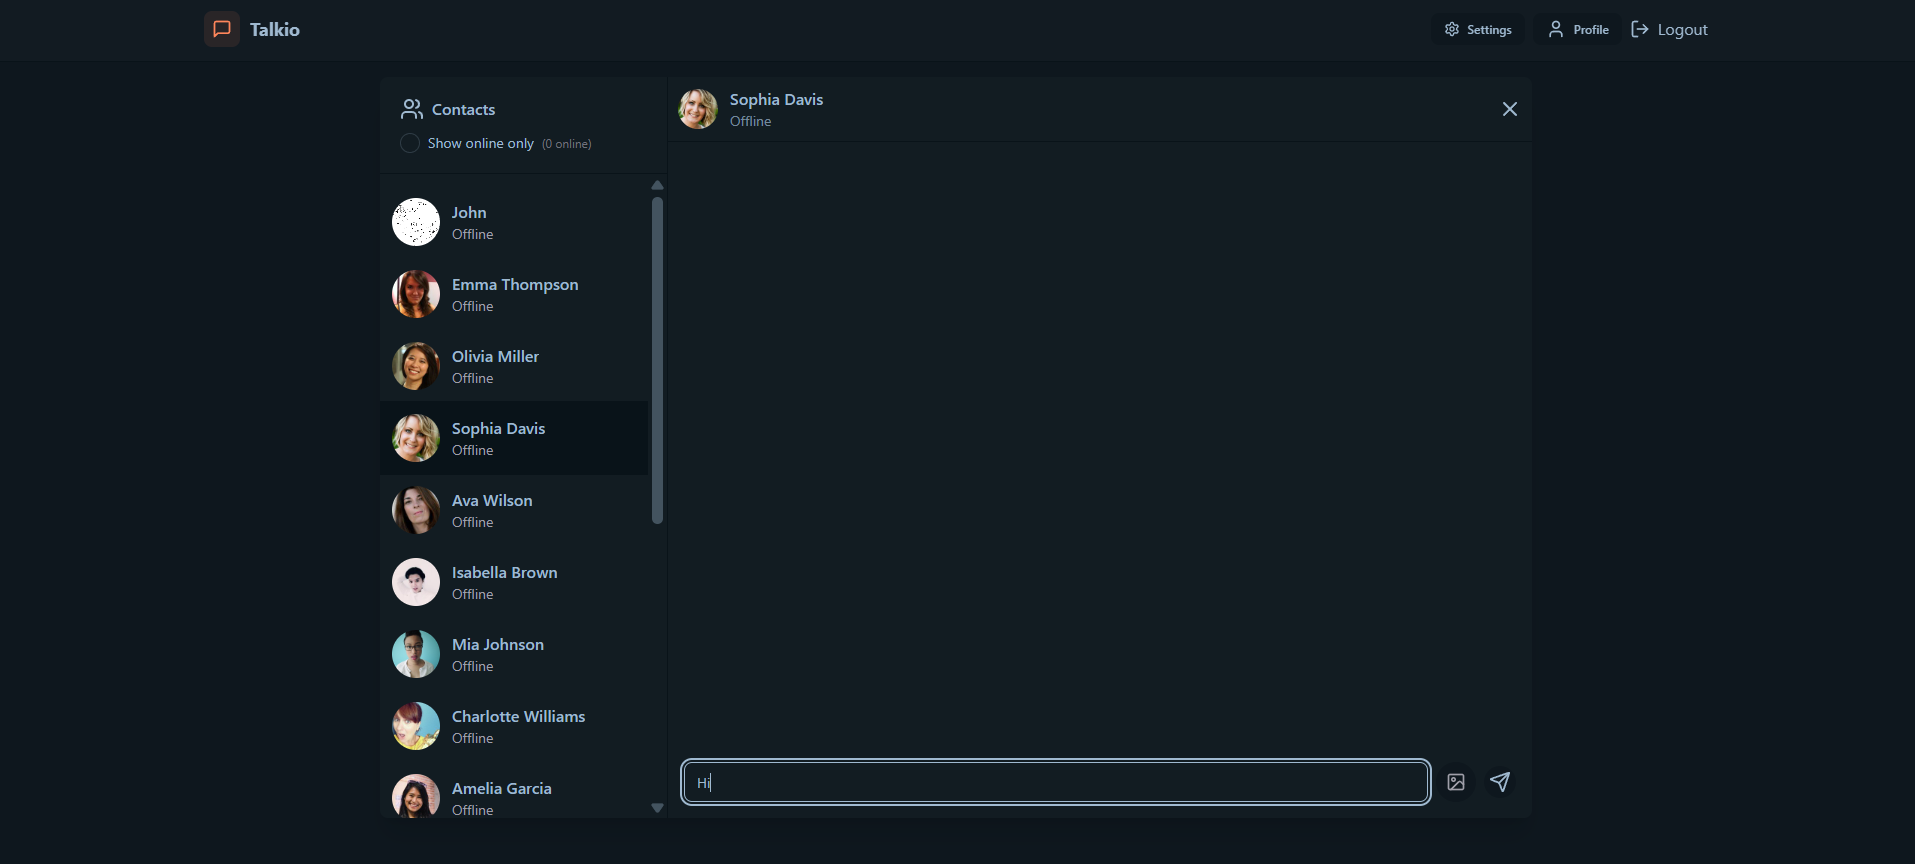 Talkio
Settings
Profile
Logout
Contacts
Show online only (0 online)
John
Offline
Emma Thompson
Offline
Olivia Miller
Offline
Sophia Davis
Offline
Ava Wilson
Offline
Isabella Brown
Offline
Mia Johnson
Offline
Charlotte Williams
Offline
Amelia Garcia
Offline
Sophia Davis
Offline
Hi